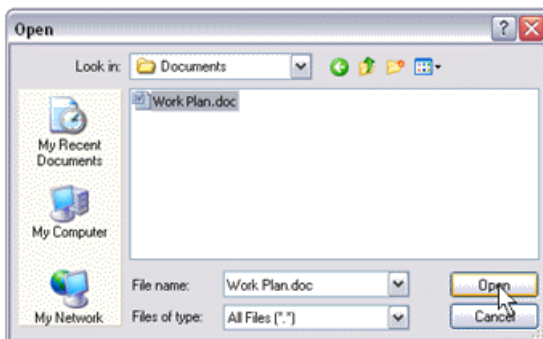 Open
Look in:
Documents
Work Plan.doc
My Recent
Documents
My Computer
My Network
File name:
Work Plan.doc
Open
Files of type:
All Files (*.*)
Cancel